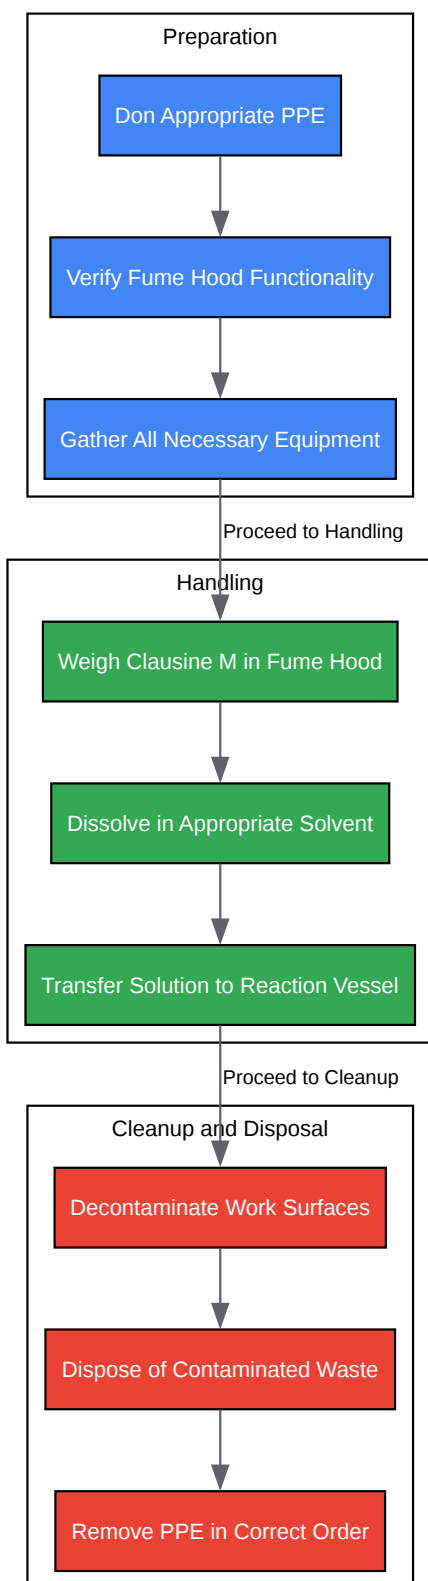 Preparation
Don Appropriate PPE
Verify Fume Hood Functionality
Gather All Necessary Equipment
Proceed to Handling
Handling
Weigh Clausine M in Fume Hood
Dissolve in Appropriate Solvent
Transfer Solution to Reaction Vessel
Proceed to Cleanup
Cleanup and Disposal
Decontaminate Work Surfaces
Dispose of Contaminated Waste
Remove PPE in Correct Order